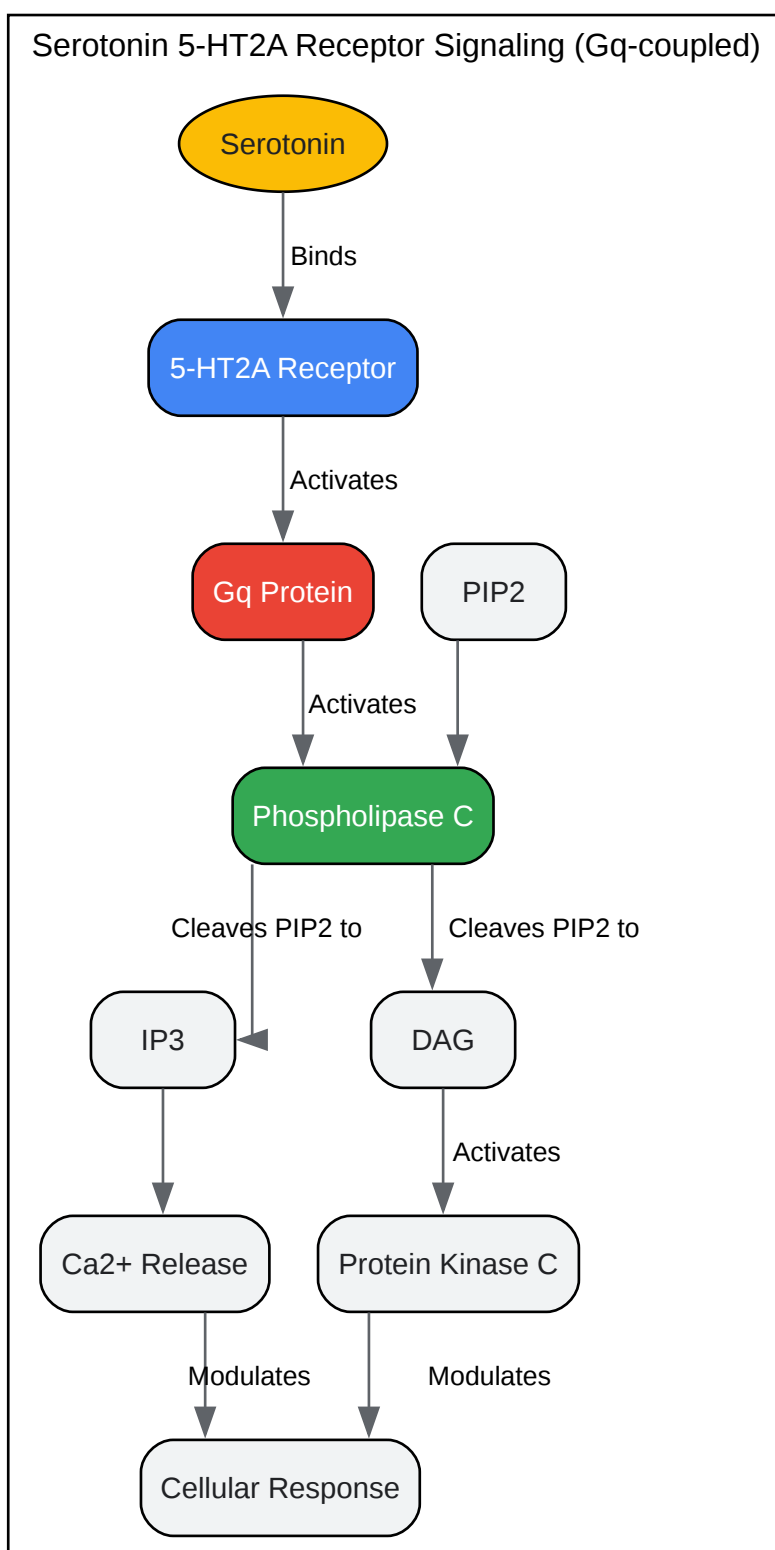 Serotonin 5-HT2A Receptor Signaling (Gq-coupled)
Serotonin
Binds
5-HT2A Receptor
Activates
Gq Protein
PIP2
Activates
Phospholipase C
Cleaves PIP2 to
Cleaves PIP2 to
IP3
DAG
Activates
Ca2+ Release
Protein Kinase C
Modulates
Modulates
Cellular Response